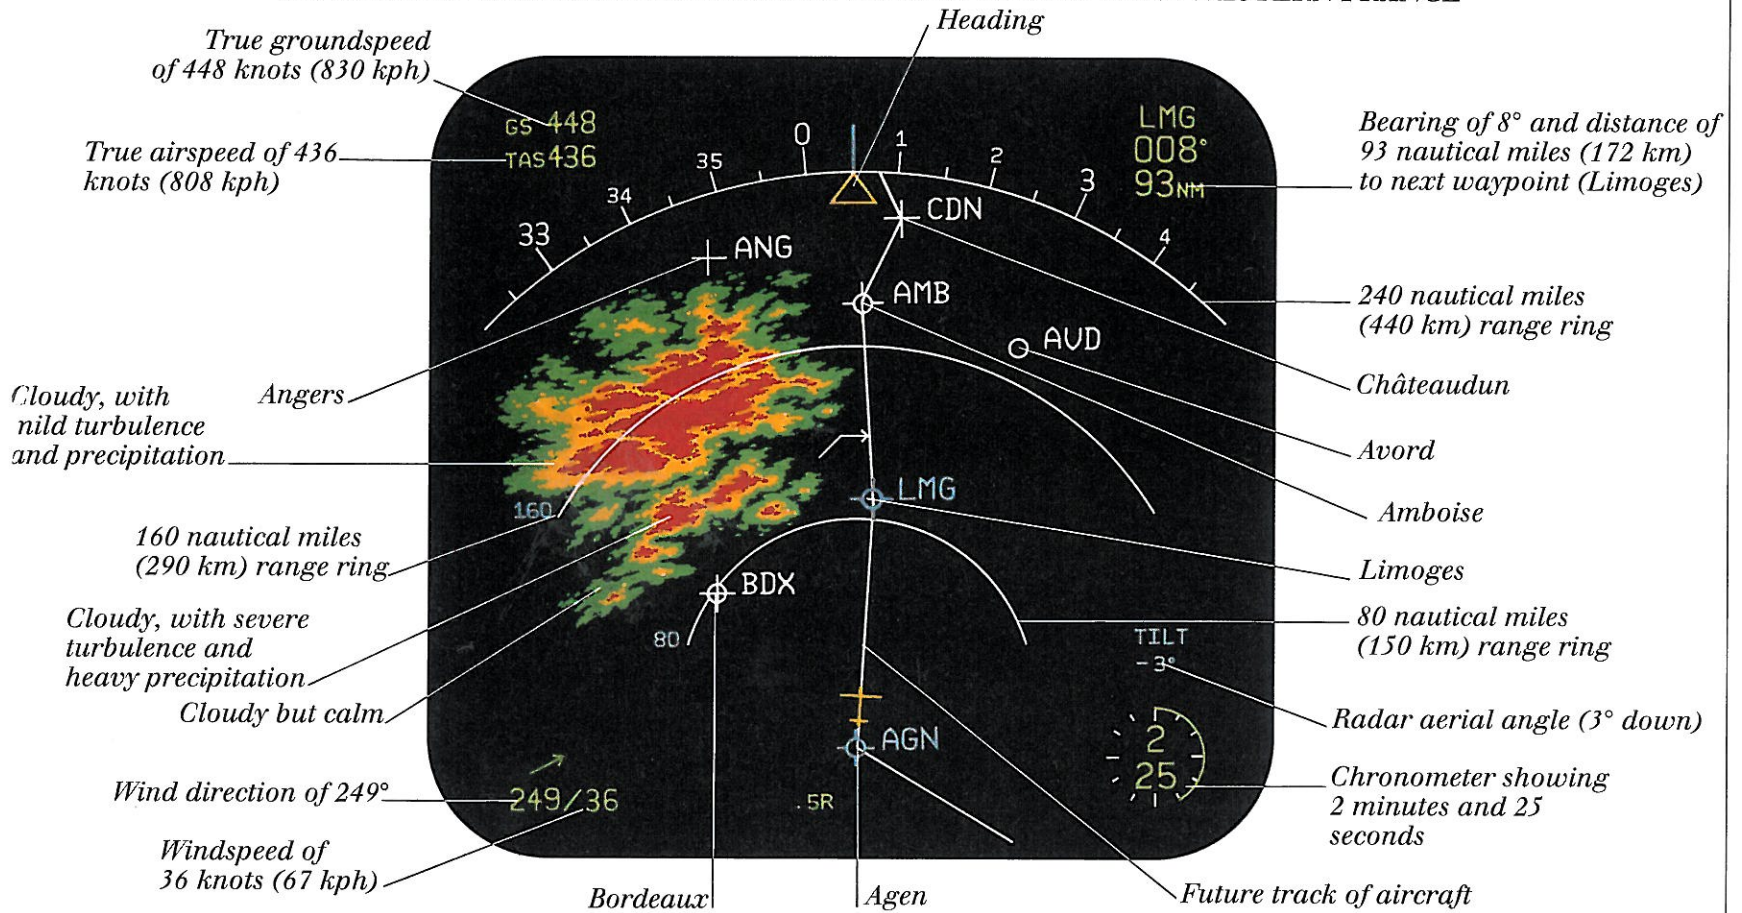 Heading
True groundspeed
of 448 knots (830 kph)
True airspeed of 436
knots (808 kph)
GS 448
TAS 436
LMG
008°
93NM
Bearing of 8° and distance of
93 nautical miles (172 km)
to next waypoint (Limoges)
33
34
35
0
1
2
3
4
CDN
ANG
AMB
AVD
240 nautical miles
(440 km) range ring
Châteaudun
Angers
Cloudy, with
mild turbulence
and precipitation
Avord
LMG
160
Amboise
160 nautical miles
(290 km) range ring
Limoges
BDX
80
Cloudy, with severe
turbulence and
heavy precipitation
80 nautical miles
(150 km) range ring
TILT
-3°
Cloudy but calm
Radar aerial angle (3° down)
AGN
2
25
Wind direction of 249°
249/36
.5R
Chronometer showing
2 minutes and 25
seconds
Windspeed of
36 knots (67 kph)
Bordeaux
Agen
Future track of aircraft